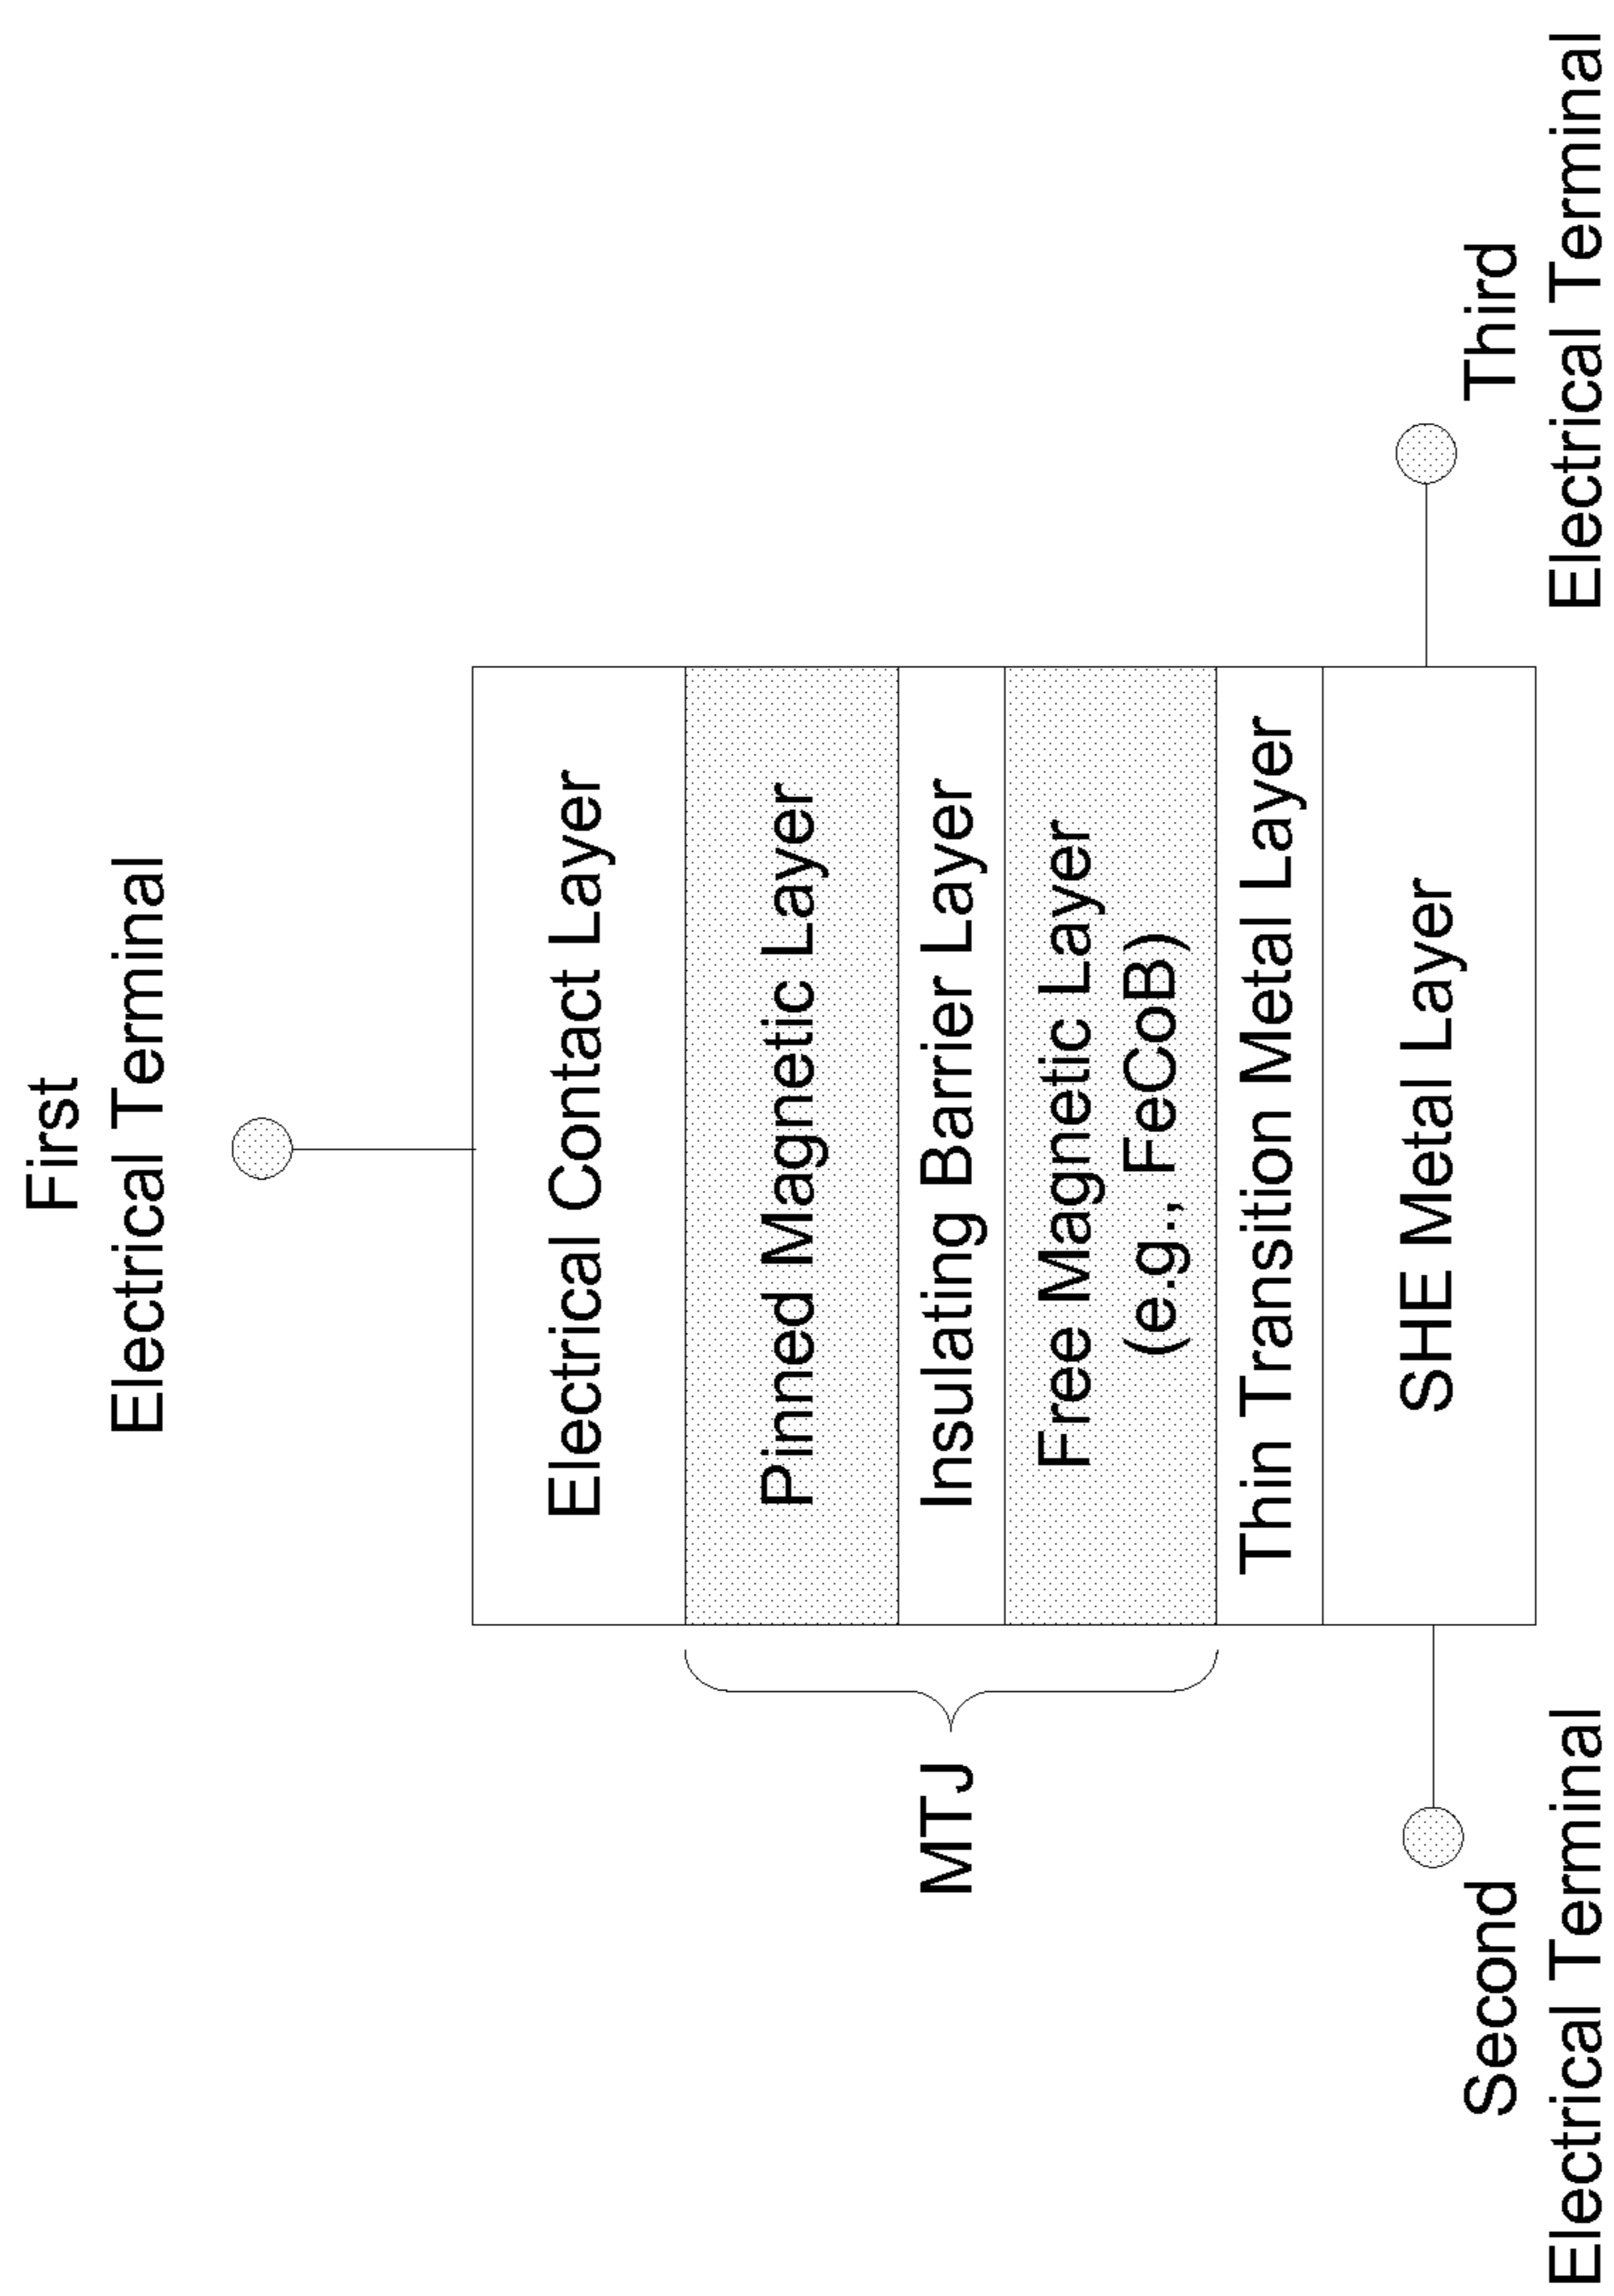 First
Electrical Terminal
Electrical Contact Layer
Pinned Magnetic Layer
Insulating Barrier Layer
Free Magnetic Layer
(e.g., FeCoB)
Thin Transition Metal Layer
SHE Metal Layer
MTJ
Second
Electrical Terminal
Third
Electrical Terminal